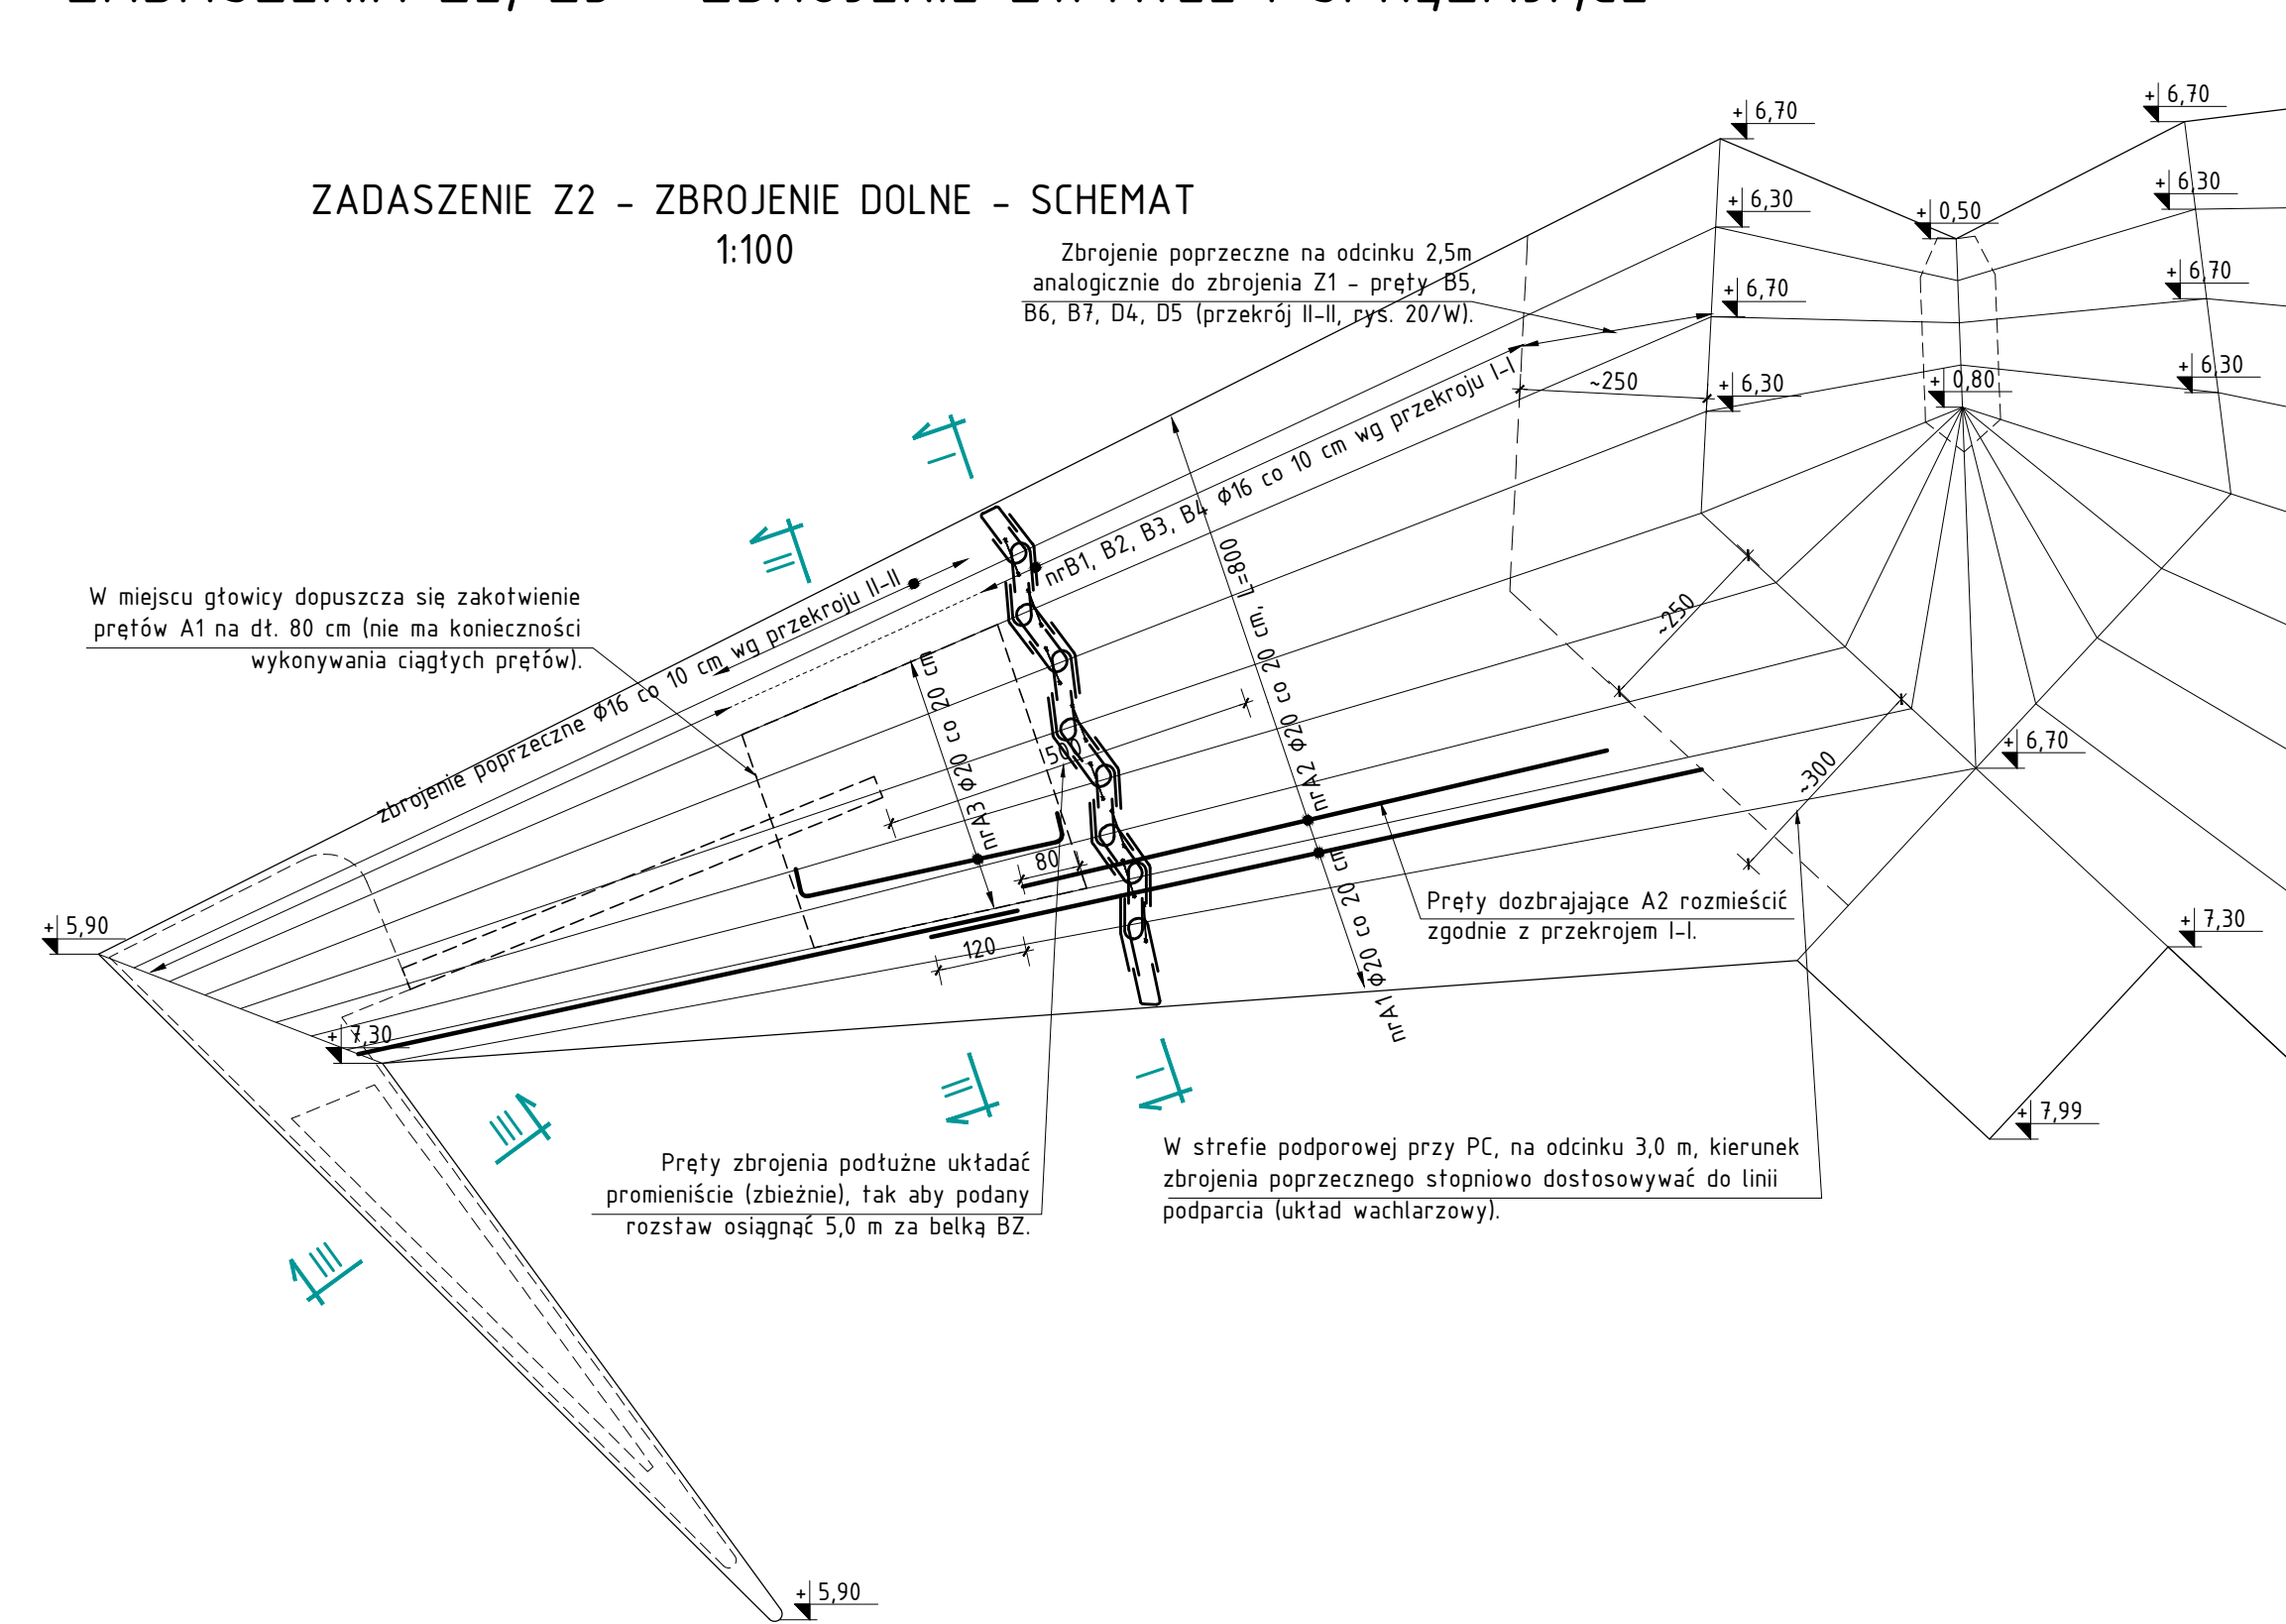 ZADASZENIE Z2 - ZBROJENIE DOLNE - SCHEMAT
1:100
Zbrojenie poprzeczne na odcinku 2,5m
analogicznie do zbrojenia Z1 - pręty B5,
B6, B7, D4, D5 (przekrój II-II, rys. 20/W).
+6,70
+6,30
+6,70
+6,30
+0,50
+0,80
+6,70
+6,30
+6,70
+6,30
~250
nrB1, B2, B3, B4 ϕ16 co 10 cm wg przekroju I-I
I
II
zbrojenie poprzeczne ϕ16 co 10 cm wg przekroju II-II
W miejscu głowicy dopuszcza się zakotwienie
prętów A1 na dł. 80 cm (nie ma konieczności
wykonywania ciągłych prętów).
nrA3 ϕ20 co 20 cm
nrA2 ϕ20 co 20 cm, L=800
nrA1 ϕ20 co 20 cm
500
80
120
~250
~300
+6,70
+7,30
+7,99
+5,90
+7,30
Pręty dozbrajające A2 rozmieścić
zgodnie z przekrojem I-I.
II
I
III
III
Pręty zbrojenia podłużne układać
promieniście (zbieżnie), tak aby podany
rozstaw osiągnąć 5,0 m za belką BZ.
W strefie podporowej przy PC, na odcinku 3,0 m, kierunek
zbrojenia poprzecznego stopniowo dostosowywać do linii
podparcia (układ wachlarzowy).
+5,90